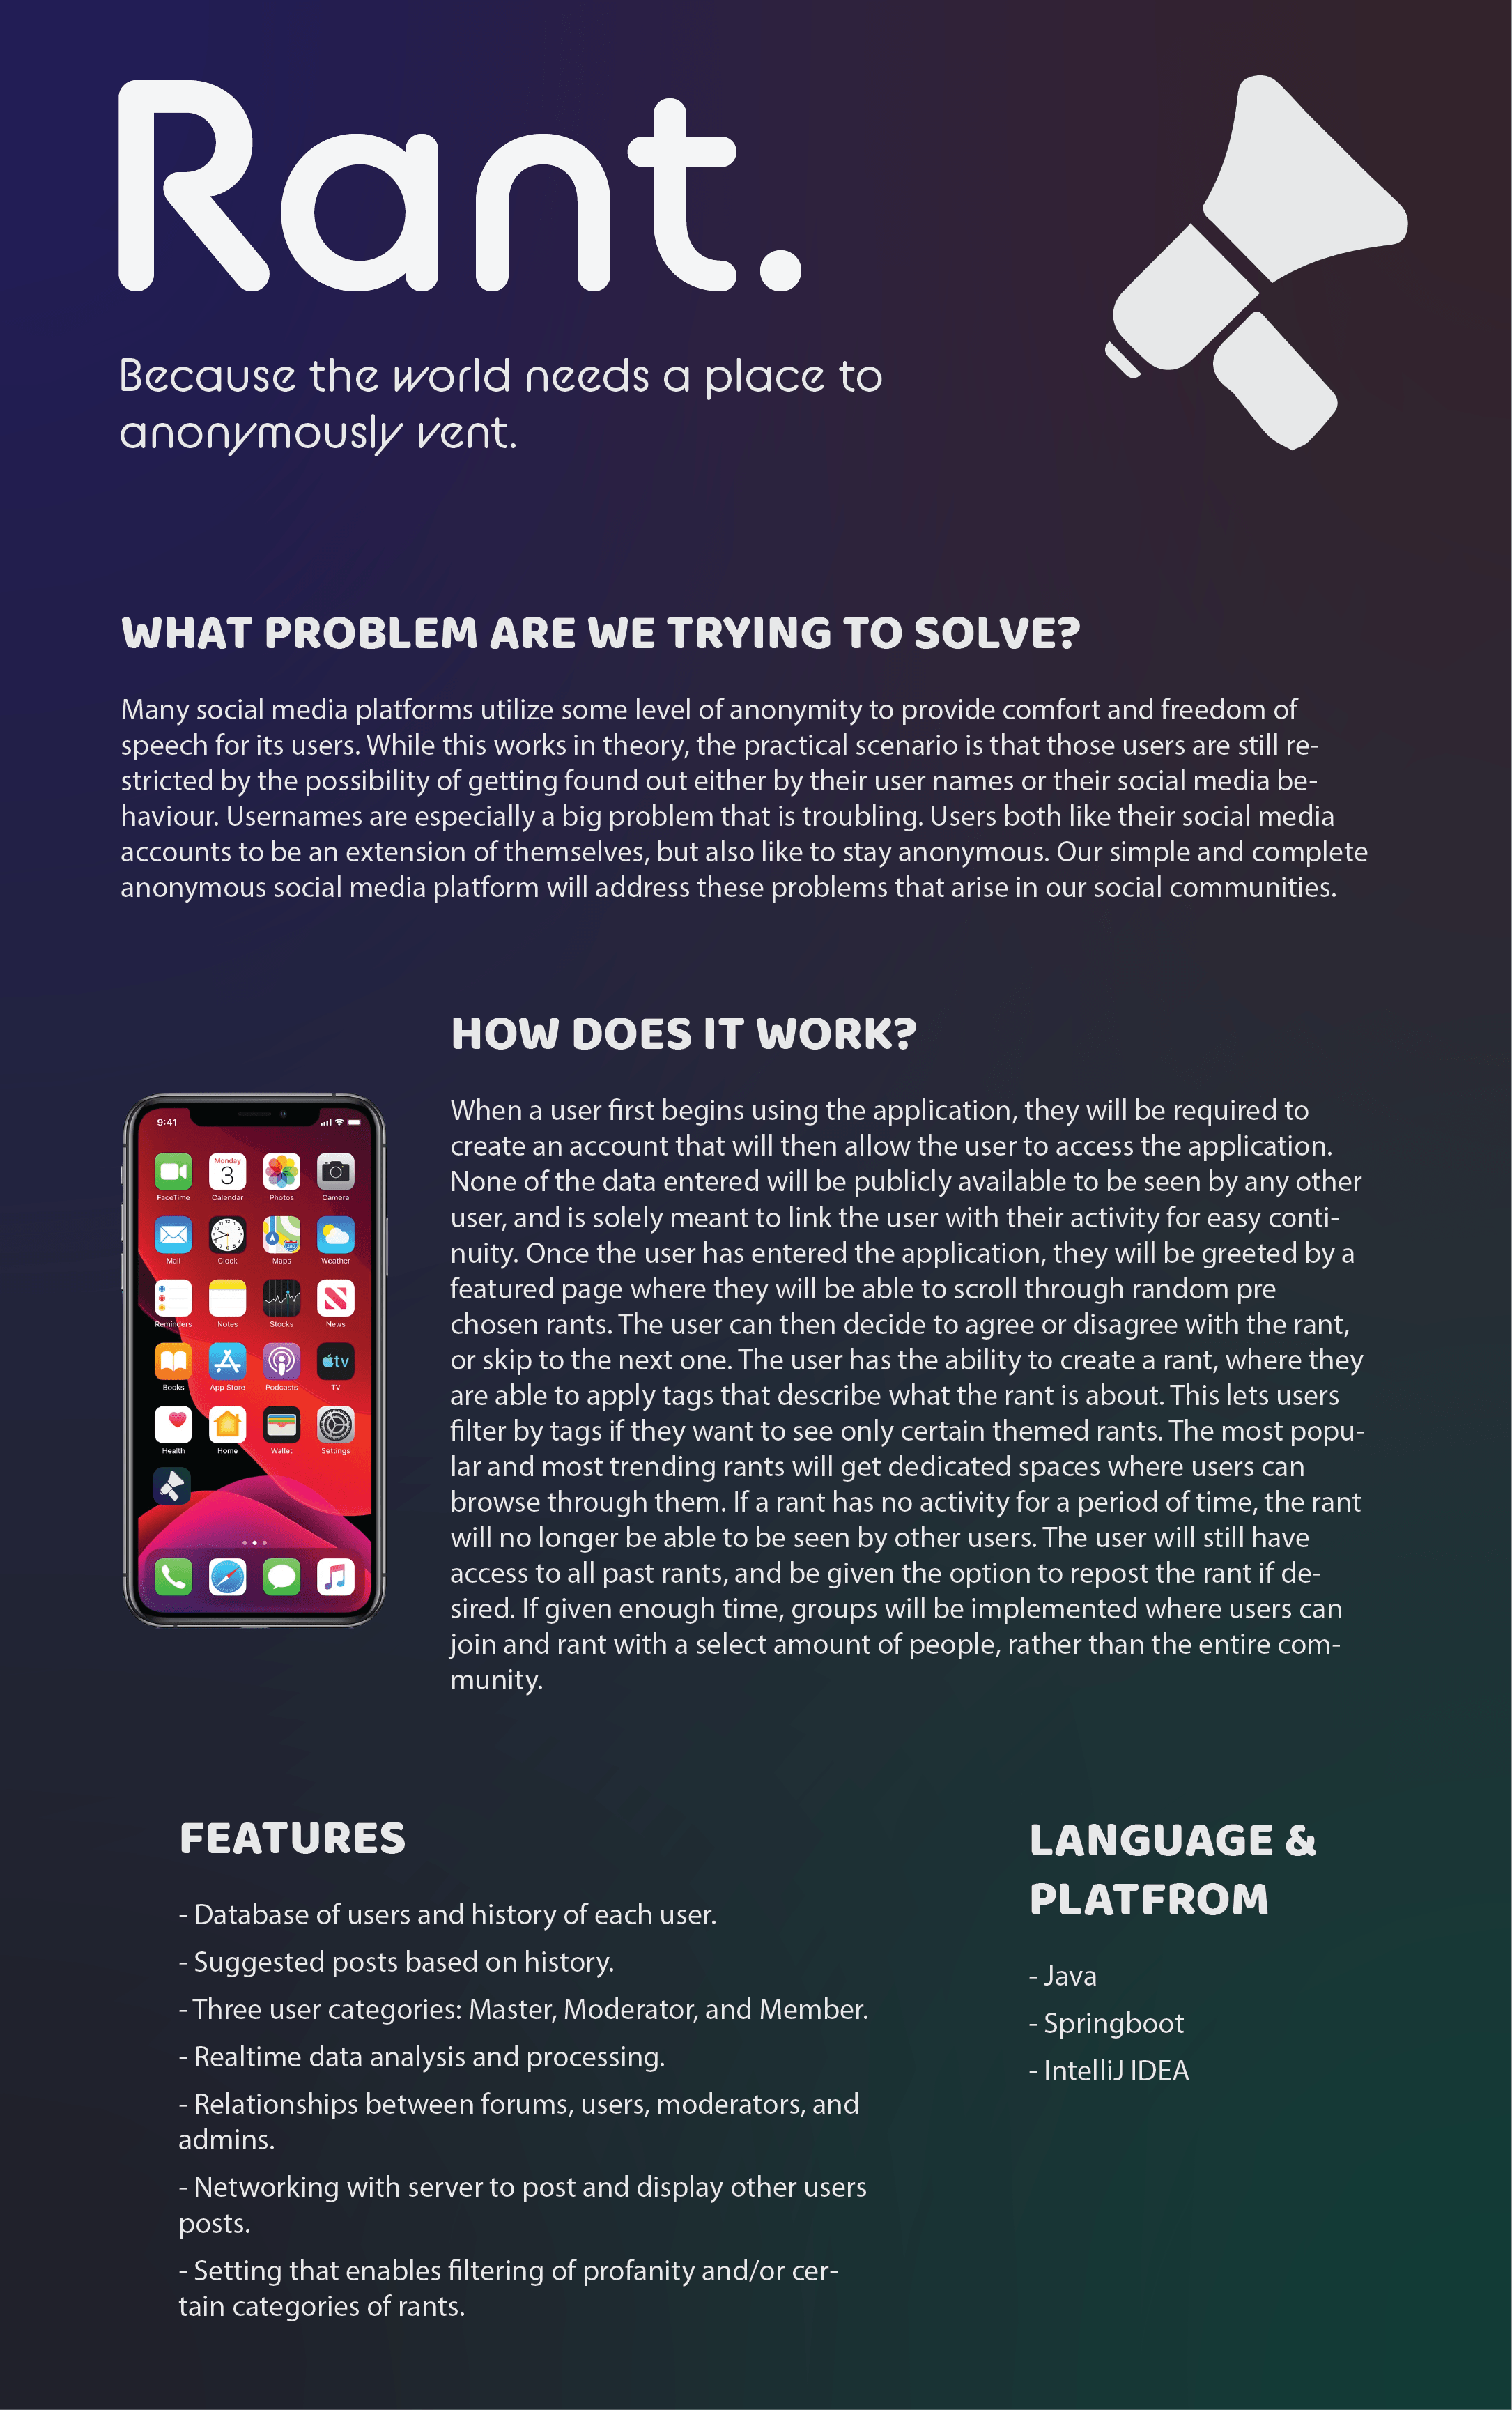 Rant.
Because the world needs a place to
anonymously vent.
WHAT PROBLEM ARE WE TRYING TO SOLVE?
Many social media platforms utilize some level of anonymity to provide comfort and freedom of
speech for its users. While this works in theory, the practical scenario is that those users are still re-
stricted by the possibility of getting found out either by their user names or their social media be-
haviour. Usernames are especially a big problem that is troubling. Users both like their social media
accounts to be an extension of themselves, but also like to stay anonymous. Our simple and complete
anonymous social media platform will address these problems that arise in our social communities.
HOW DOES IT WORK?
When a user first begins using the application, they will be required to
create an account that will then allow the user to access the application.
None of the data entered will be publicly available to be seen by any other
user, and is solely meant to link the user with their activity for easy conti-
nuity. Once the user has entered the application, they will be greeted by a
featured page where they will be able to scroll through random pre
chosen rants. The user can then decide to agree or disagree with the rant,
or skip to the next one. The user has the ability to create a rant, where they
are able to apply tags that describe what the rant is about. This lets users
filter by tags if they want to see only certain themed rants. The most popu-
lar and most trending rants will get dedicated spaces where users can
browse through them. If a rant has no activity for a period of time, the rant
will no longer be able to be seen by other users. The user will still have
access to all past rants, and be given the option to repost the rant if de-
sired. If given enough time, groups will be implemented where users can
join and rant with a select amount of people, rather than the entire com-
munity.
9:41
Monday
3
FaceTime Calendar Photos Camera
Mail Clock Maps Weather
Reminders Notes Stocks News
tv
Books App Store Podcasts TV
Health Home Wallet Settings
FEATURES
- Database of users and history of each user.
- Suggested posts based on history.
- Three user categories: Master, Moderator, and Member.
- Realtime data analysis and processing.
- Relationships between forums, users, moderators, and
admins.
- Networking with server to post and display other users
posts.
- Setting that enables filtering of profanity and/or cer-
tain categories of rants.
LANGUAGE &
PLATFROM
- Java
- Springboot
- IntelliJ IDEA